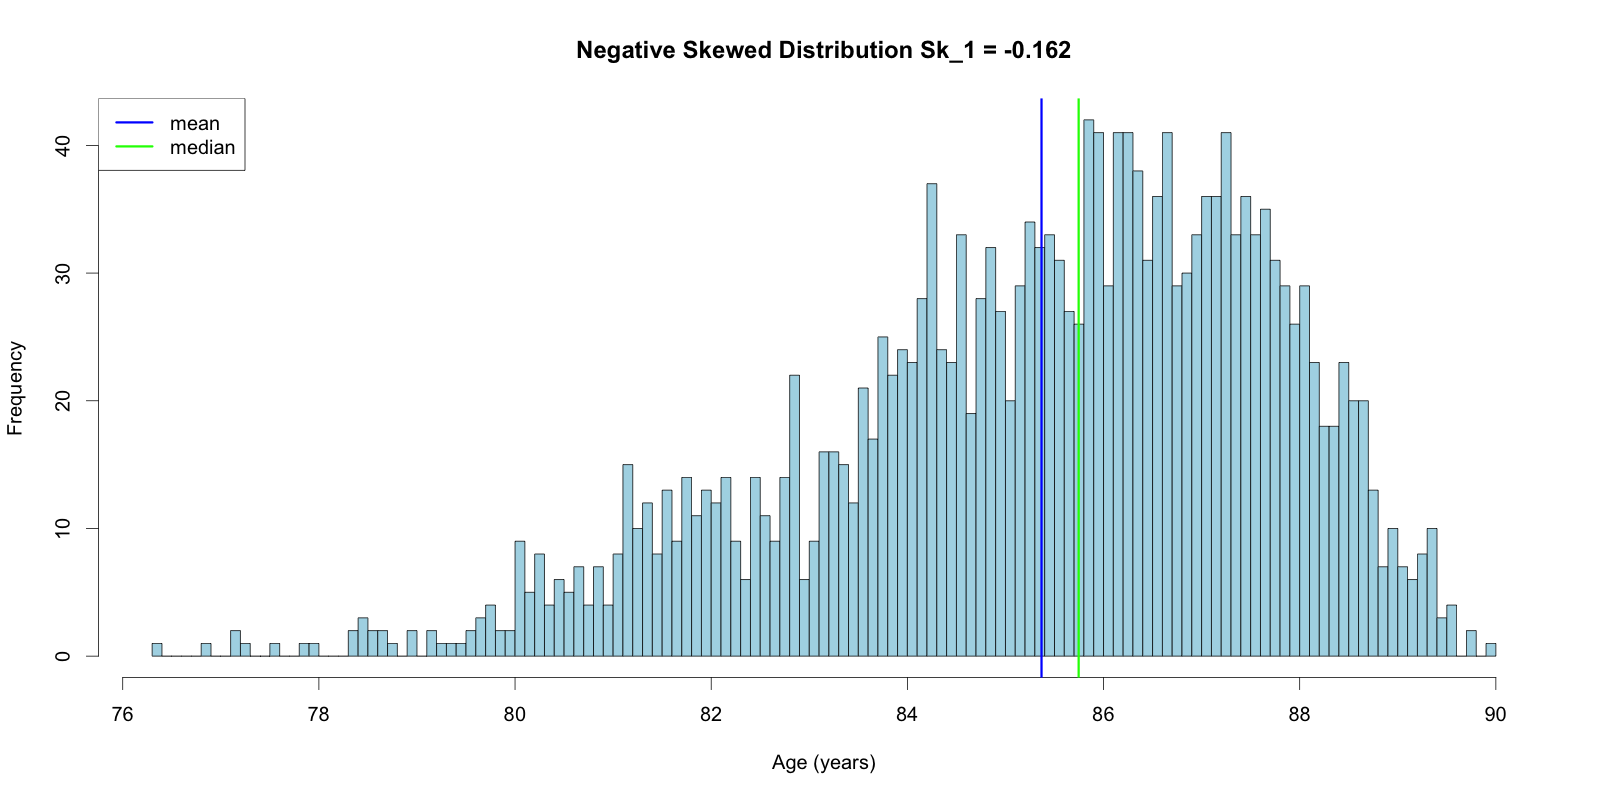 Negative Skewed Distribution Sk_1 = -0.162
mean
median
Frequency
40
30
20
10
0
76 78 80 82 84 86 88 90
Age (years)